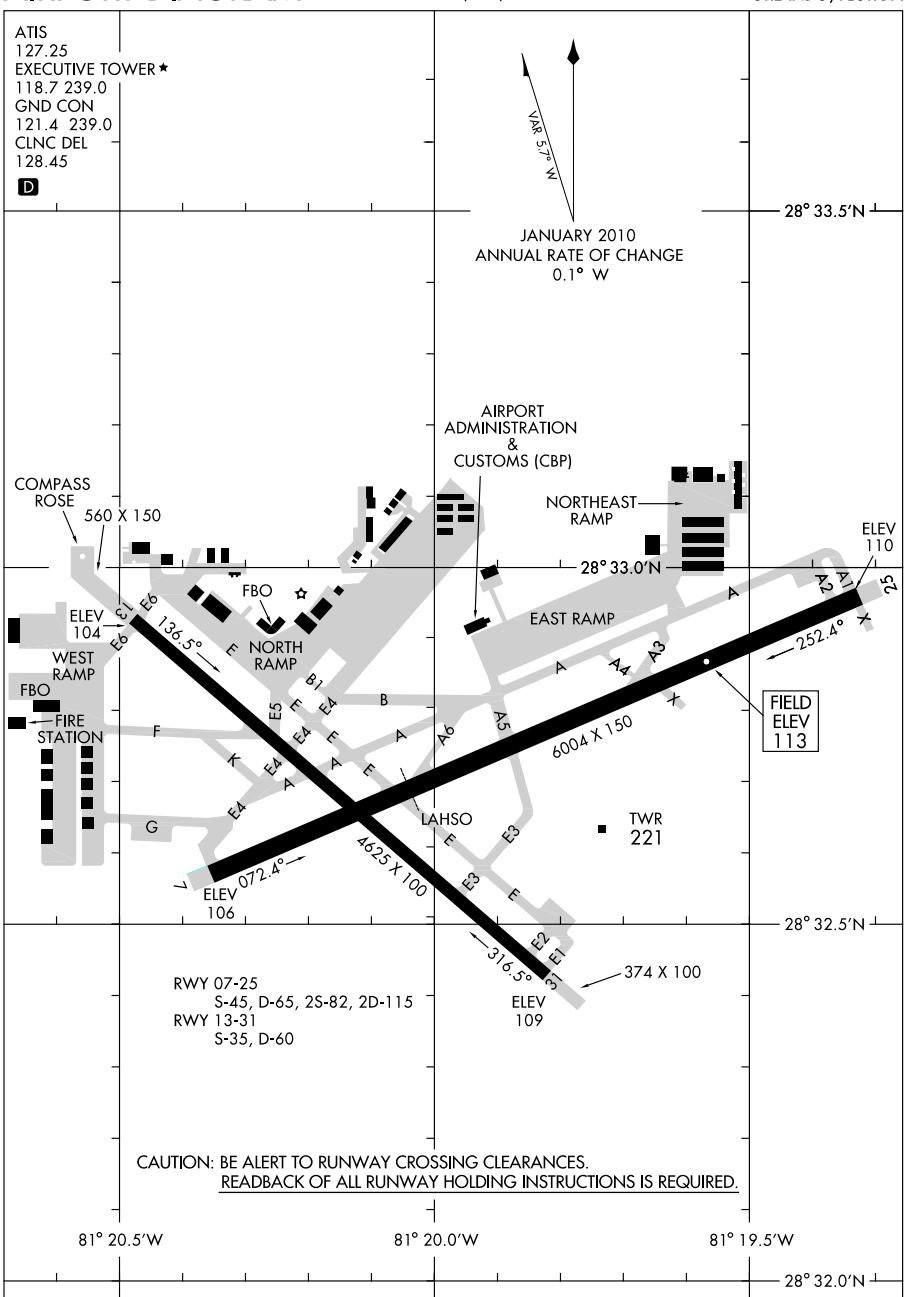 ATIS
127.25
EXECUTIVE TOWER★
118.7 239.0
GND CON
121.4 239.0
CLNC DEL
128.45
D
VAR 5.7° W
JANUARY 2010
ANNUAL RATE OF CHANGE
0.1° W
28° 33.5'N
AIRPORT
ADMINISTRATION
&
CUSTOMS (CBP)
COMPASS
ROSE
560 X 150
NORTHEAST
RAMP
ELEV
110
28° 33.0'N
FBO
EAST RAMP
A
A2
A1
25
X
ELEV
104
13
E6
E6
136.5°
E
NORTH
RAMP
252.4°
WEST
RAMP
FBO
FIRE
STATION
B1
E
E4
B
E5
F
K
E4
E
A
A6
A5
A
A4
A3
X
6004 X 150
FIELD
ELEV
113
E4
A
A
E
E4
G
LAHSO
E
E3
TWR
221
7
072.4°
ELEV
106
4625 X 100
E3
E
28° 32.5'N
E2
E1
316.5°
31
374 X 100
ELEV
109
RWY 07-25
S-45, D-65, 2S-82, 2D-115
RWY 13-31
S-35, D-60
CAUTION: BE ALERT TO RUNWAY CROSSING CLEARANCES.
READBACK OF ALL RUNWAY HOLDING INSTRUCTIONS IS REQUIRED.
81° 20.5'W
81° 20.0'W
81° 19.5'W
28° 32.0'N